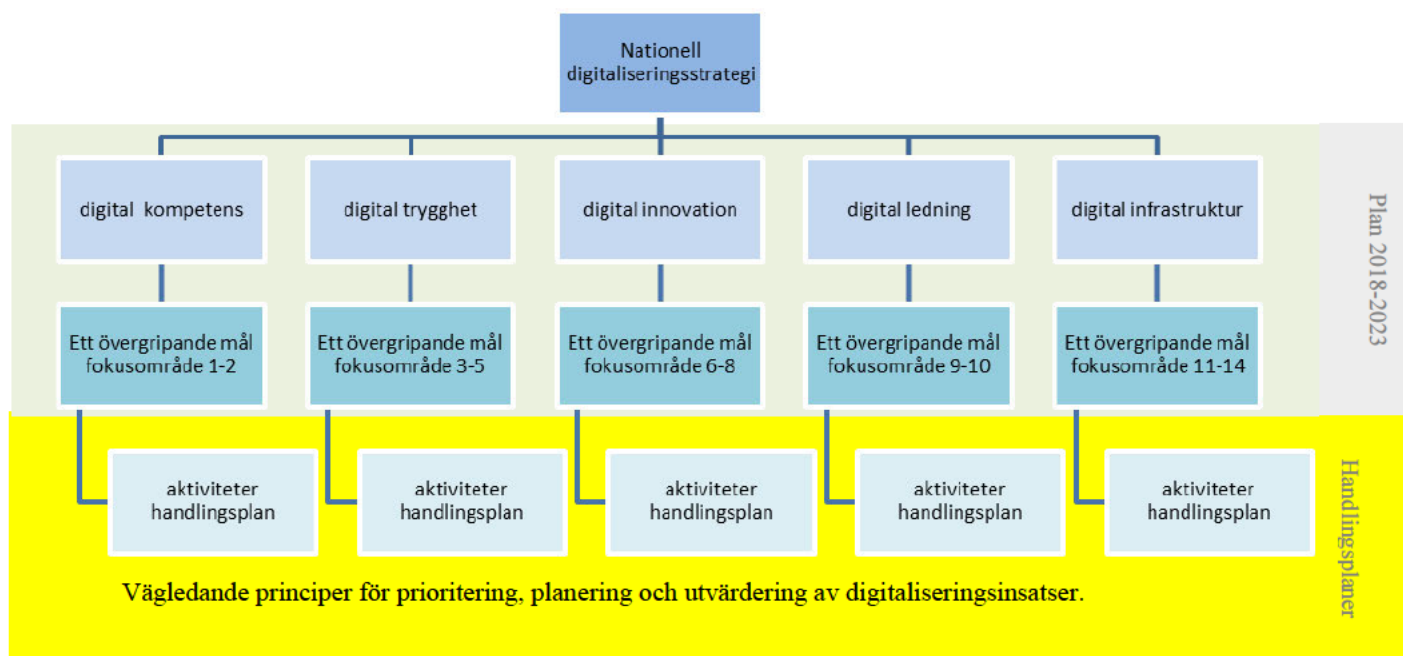 Nationell
digitaliseringsstrategi
digital kompetens
digital trygghet
digital innovation
digital ledning
digital infrastruktur
Plan 2018-2023
Ett övergripande mål
fokusområde 1-2
Ett övergripande mål
fokusområde 3-5
Ett övergripande mål
fokusområde 6-8
Ett övergripande mål
fokusområde 9-10
Ett övergripande mål
fokusområde 11-14
aktiviteter
handlingsplan
aktiviteter
handlingsplan
aktiviteter
handlingsplan
aktiviteter
handlingsplan
aktiviteter
handlingsplan
Handlingsplaner
Vägledande principer för prioritering, planering och utvärdering av digitaliseringsinsatser.